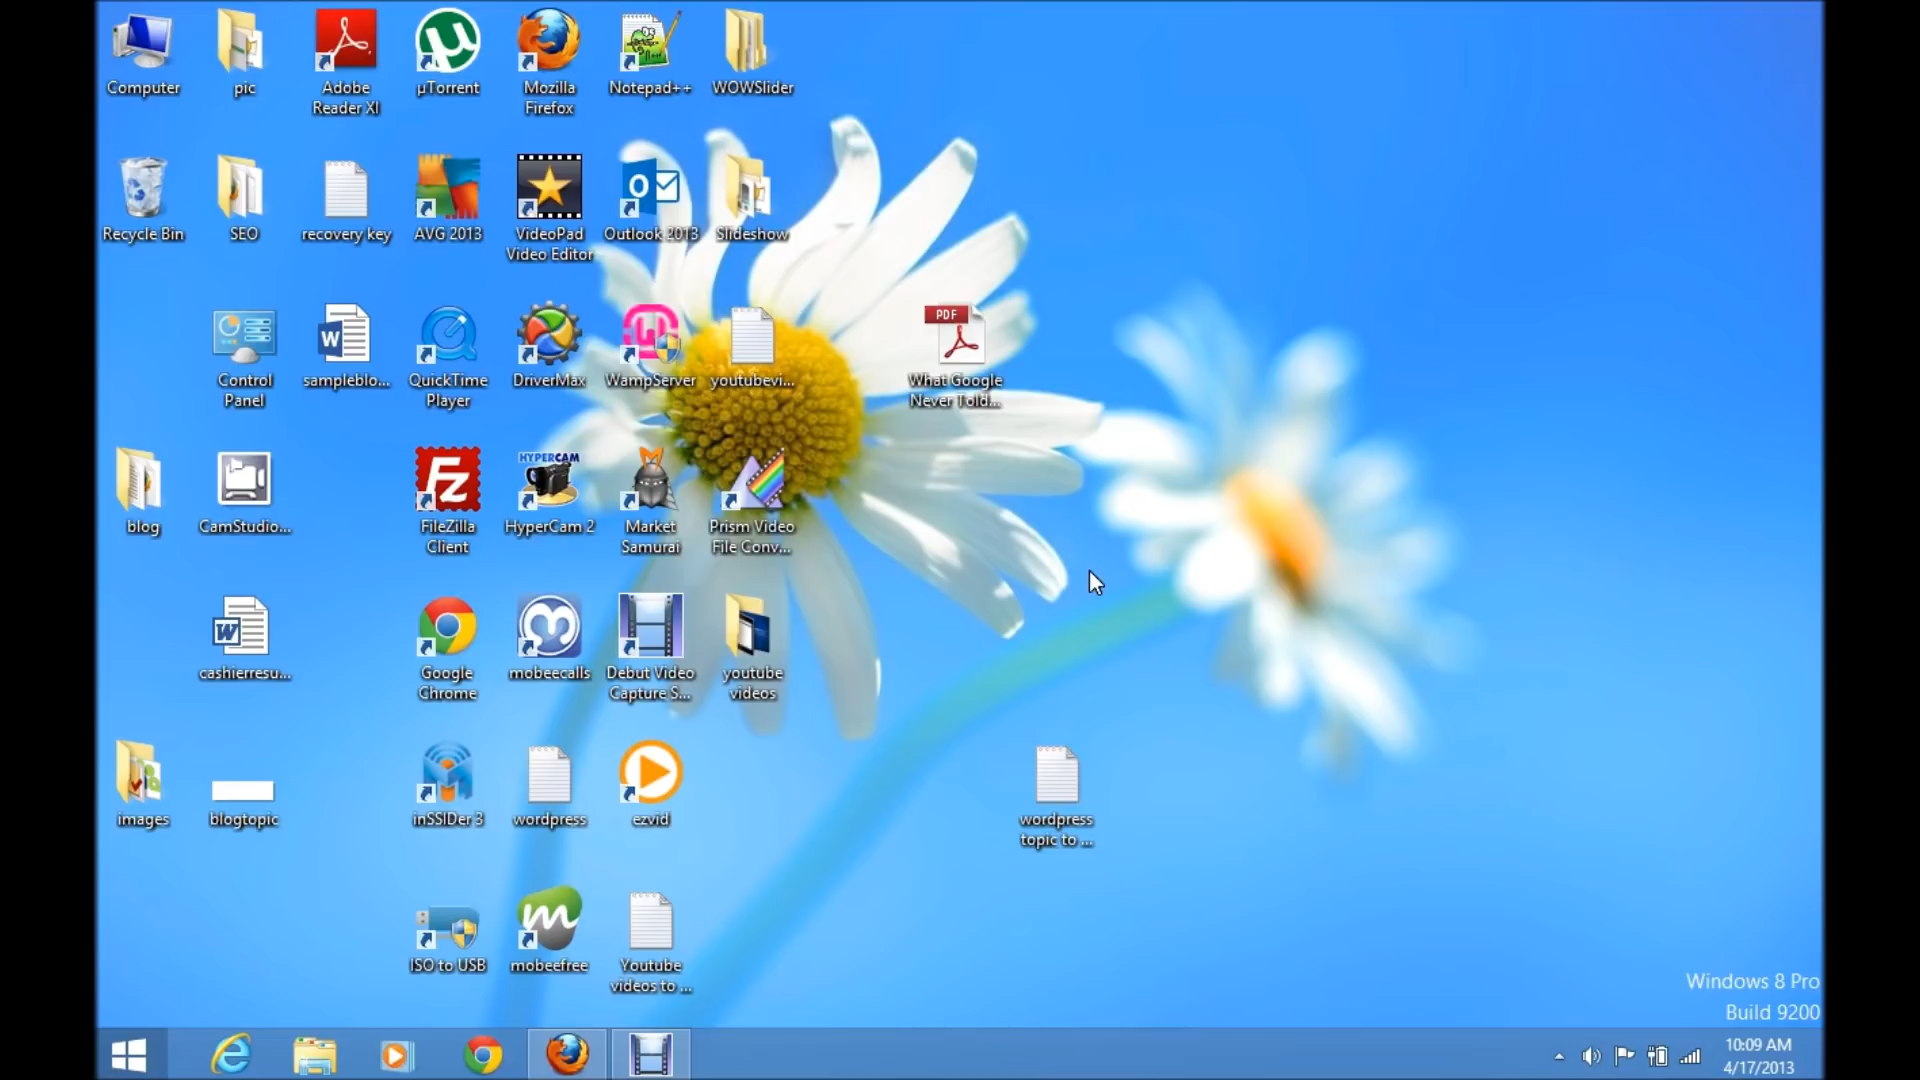 Computer
pic
Adobe
Reader XI
µTorrent
Mozilla
Firefox
Notepad++
WOWSlider
Recycle Bin
SEO
recovery key
AVG 2013
VideoPad
Video Editor
Outlook 2013
Slideshow
Control
Panel
sampleblo...
QuickTime
Player
DriverMax
WampServer
youtubevi...
PDF
What Google
Never Told...
blog
CamStudio...
FileZilla
Client
HYPERCAM
HyperCam 2
Market
Samurai
Prism Video
File Conv...
cashierresu...
Google
Chrome
mobeecalls
Debut Video
Capture S...
youtube
videos
images
blogtopic
inSSIDer 3
wordpress
ezvid
wordpress
topic to ...
ISO to USB
mobeefree
Youtube
videos to ...
Windows 8 Pro
Build 9200
10:09 AM
4/17/2013